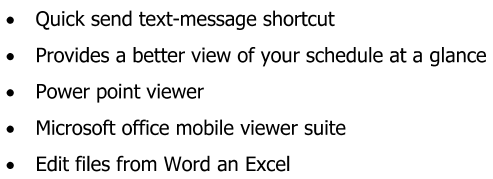 • Quick send text-message shortcut
• Provides a better view of your schedule at a glance
• Power point viewer
• Microsoft office mobile viewer suite
• Edit files from Word an Excel